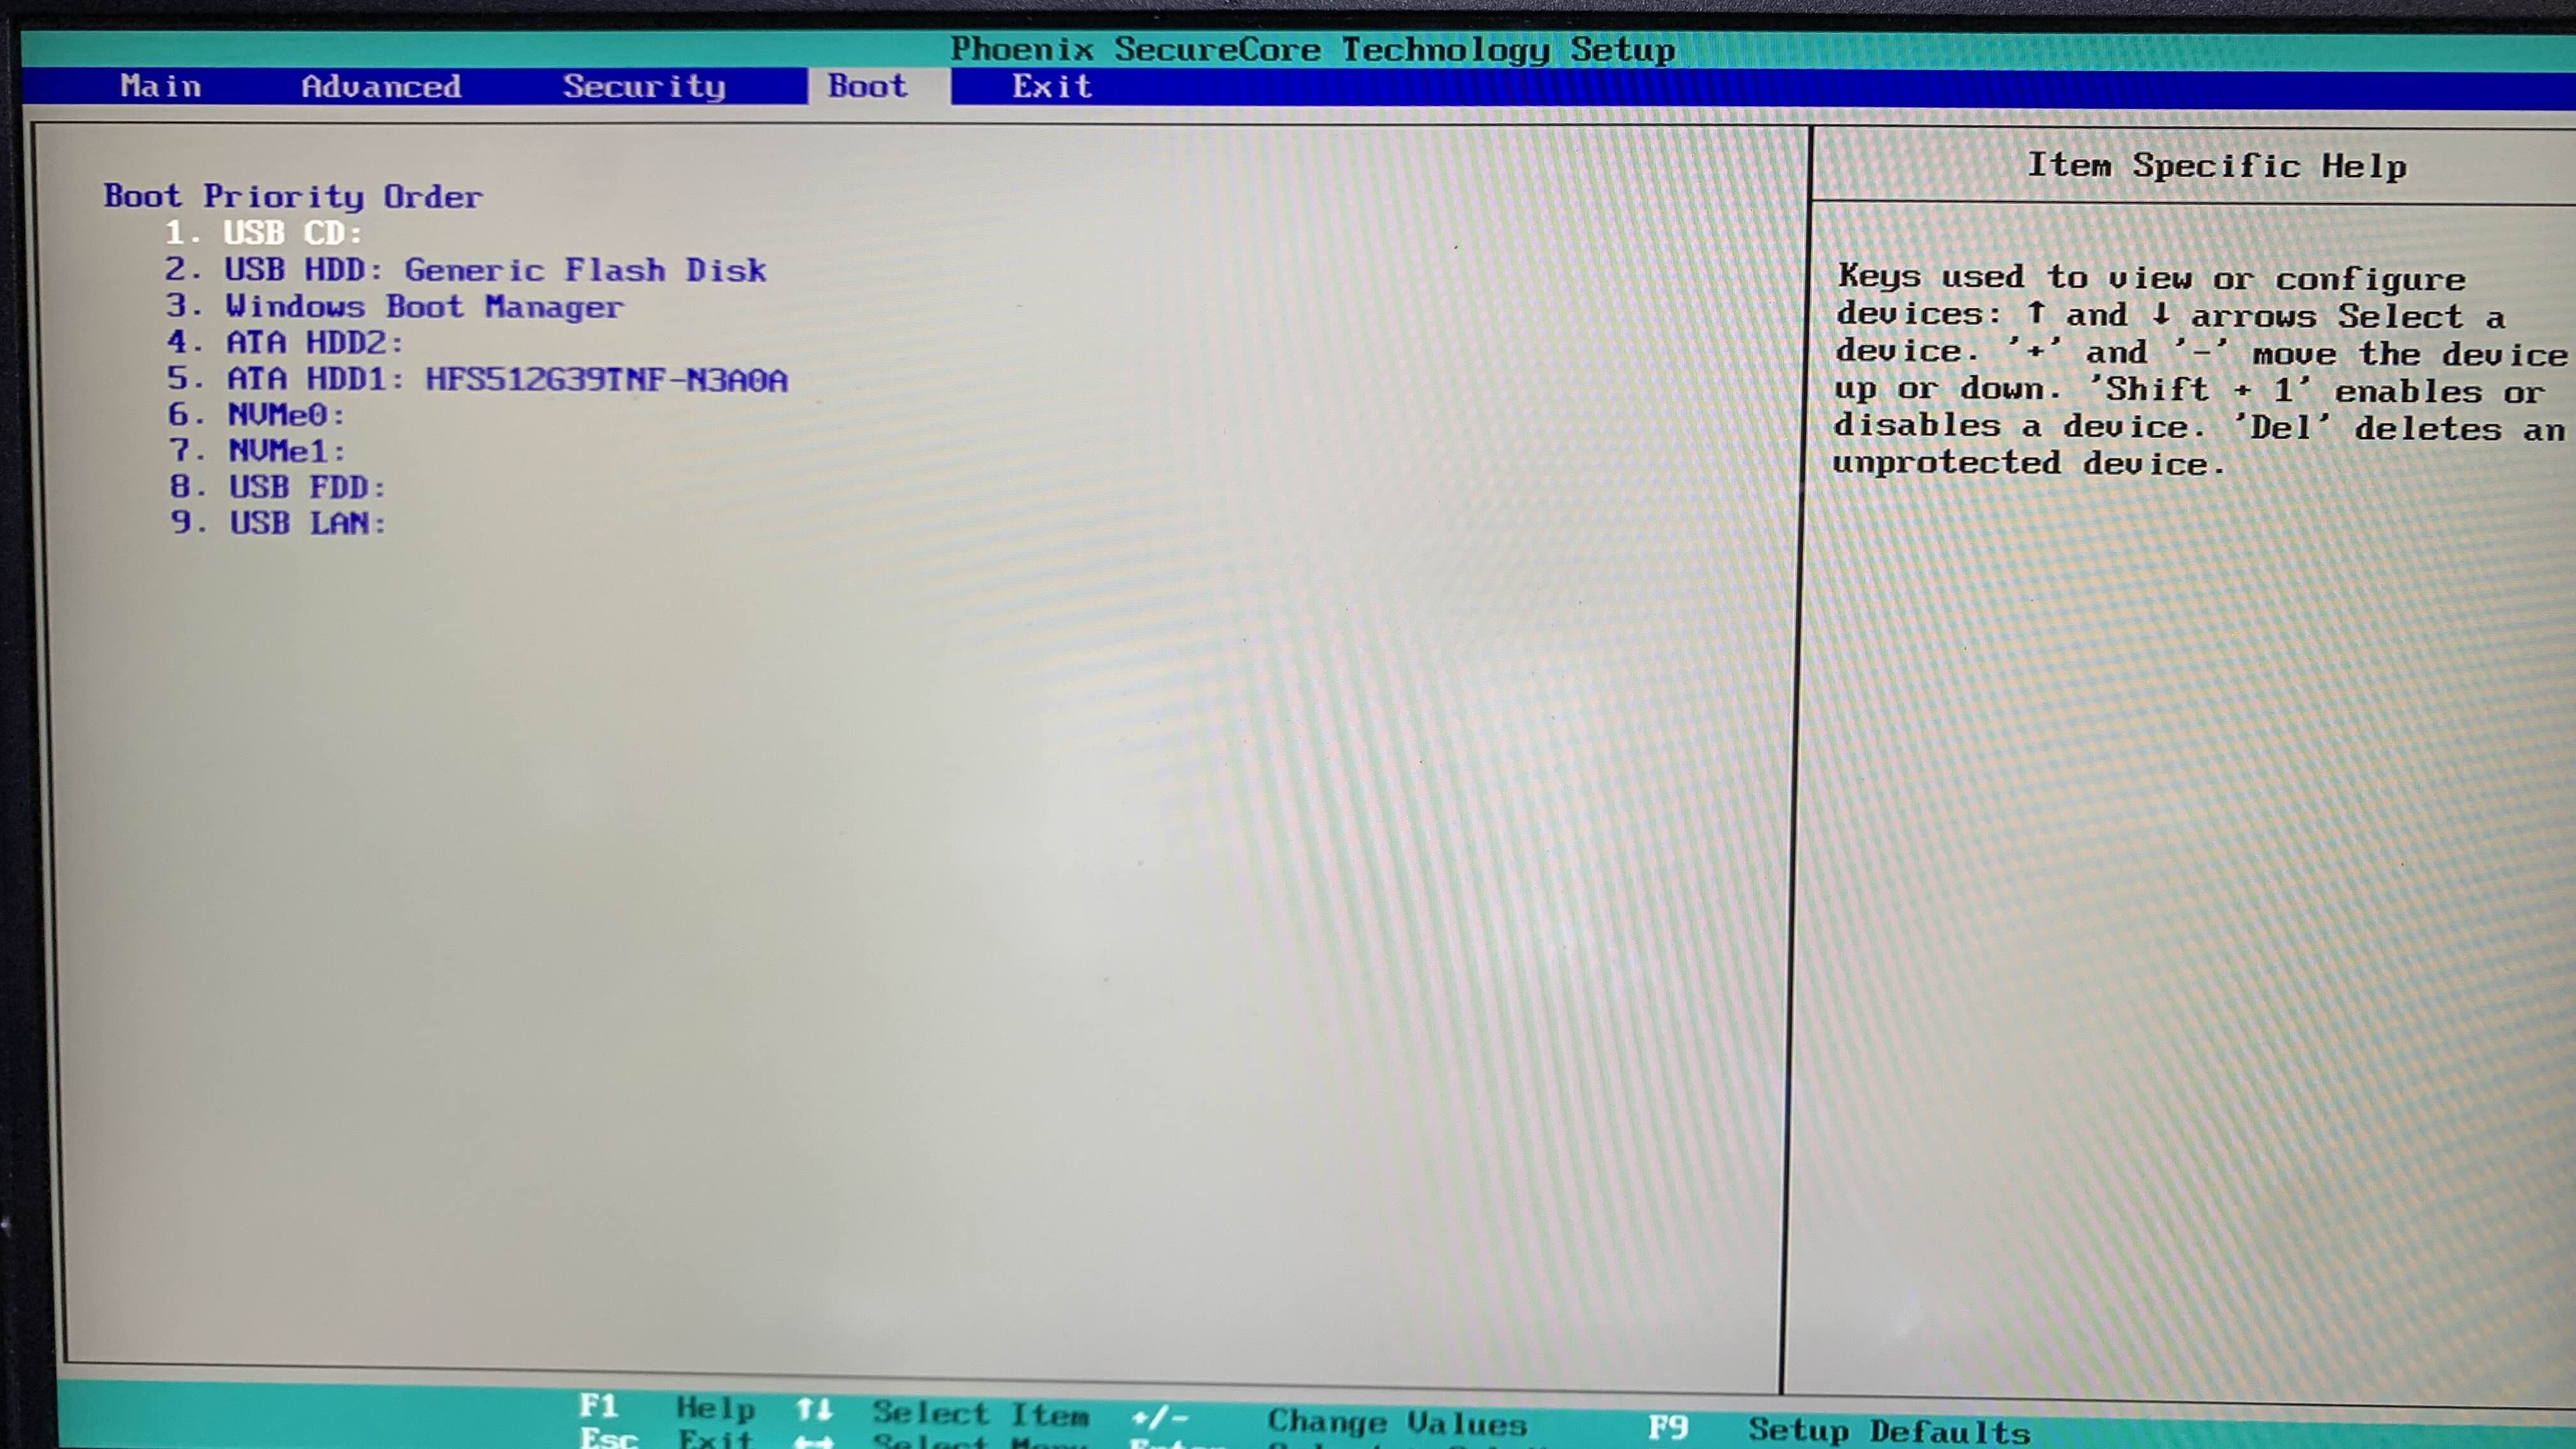 Phoenix SecureCore Technology Setup
Main Advanced Security Boot Exit
Boot Priority Order
1. USB CD:
2. USB HDD: Generic Flash Disk
3. Windows Boot Manager
4. ATA HDD2:
5. ATA HDD1: HFS512G39TNF-N3A0A
6. NVMe0:
7. NVMe1:
8. USB FDD:
9. USB LAN:
Item Specific Help
Keys used to view or configure
devices: ↑ and ↓ arrows Select a
device. '+' and '-' move the device
up or down. 'Shift + 1' enables or
disables a device. 'Del' deletes an
unprotected device.
F1 Help ↑↓ Select Item +/- Change Values F9 Setup Defaults
Esc Exit ↔ Select Menu Enter